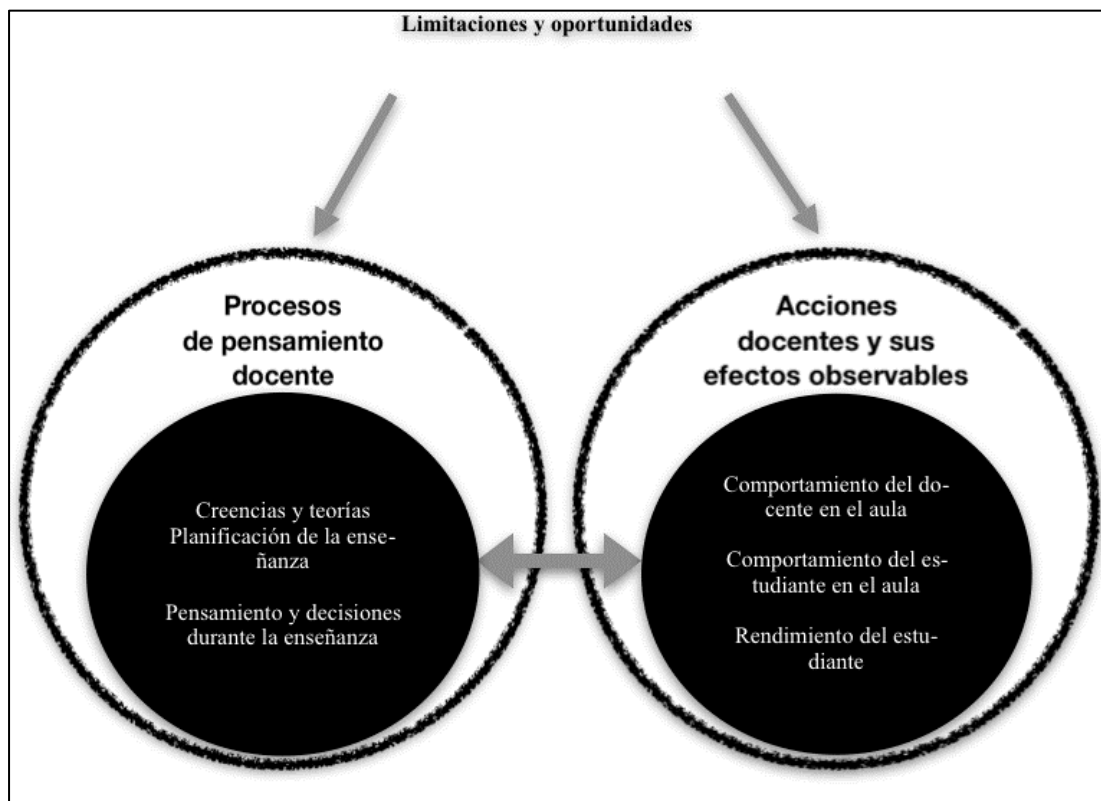 Limitaciones y oportunidades
Procesos
de pensamiento
docente
Creencias y teorías
Planificación de la ense-
ñanza
Pensamiento y decisiones
durante la enseñanza
Acciones
docentes y sus
efectos observables
Comportamiento del do-
cente en el aula
Comportamiento del es-
tudiante en el aula
Rendimiento del estu-
diante